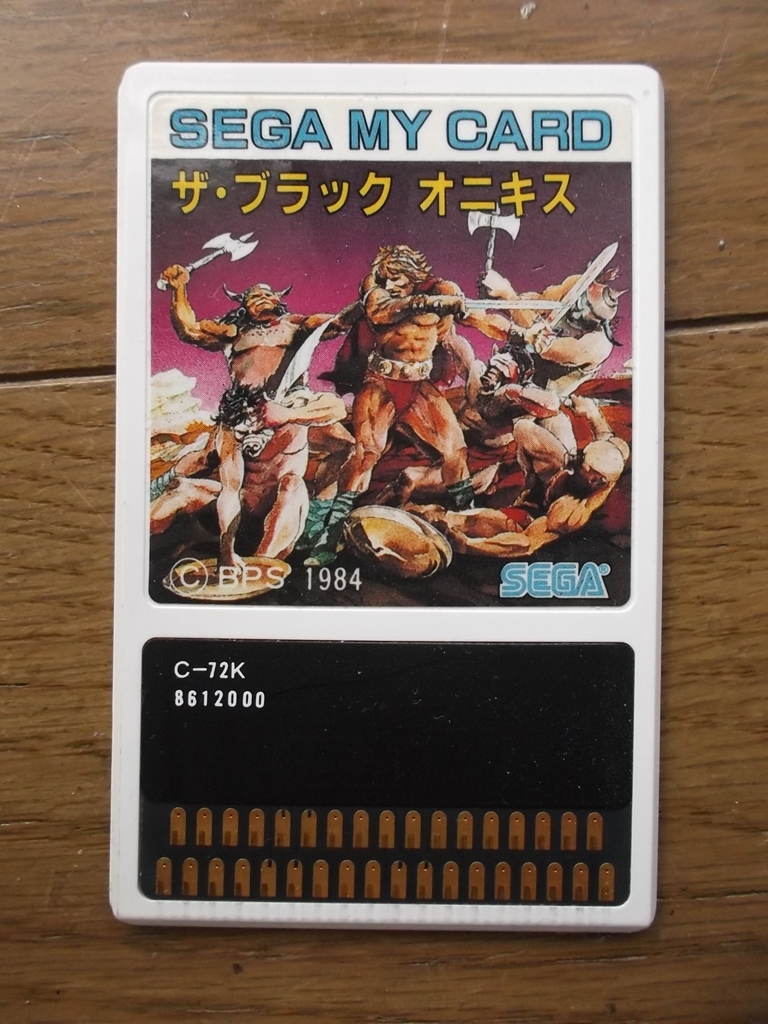 SEGA MY CARD
ザ・ブラック オニキス
Ⓒ BPS 1984
SEGA®
C-72K
8612000